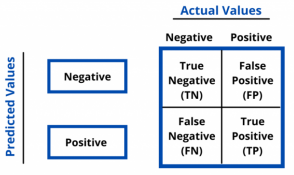 Actual Values
Negative Positive
Predicted Values
Negative
True
Negative
(TN)
False
Positive
(FP)
Positive
False
Negative
(FN)
True
Positive
(TP)